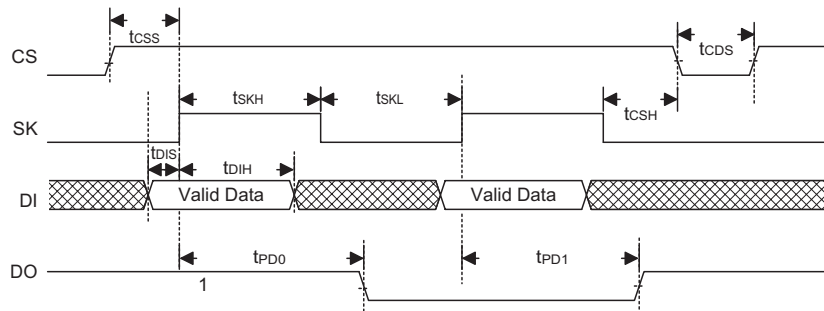 tCSS
CS
tCDS
tSKH
tSKL
tCSH
SK
tDIS
tDIH
DI
Valid Data
Valid Data
tPD0
tPD1
DO
1